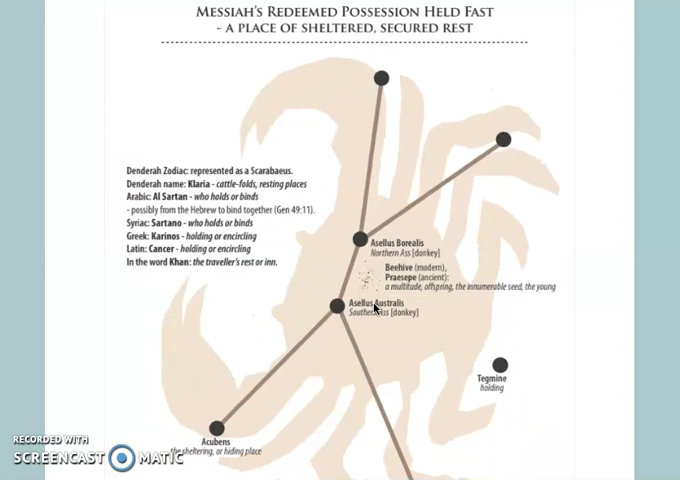 Messiah's Redeemed Possession Held Fast
- a place of sheltered, secured rest
Denderah Zodiac: represented as a Scarabaeus.
Denderah name: Klaria - cattle-folds, resting places
Arabic: Al Sartan - who holds or binds
- possibly from the Hebrew to bind together (Gen 49:11).
Syriac: Sartano - who holds or binds
Greek: Karinos - holding or encircling
Latin: Cancer - holding or encircling
In the word Khan: the traveller's rest or inn.
Asellus Borealis
Northern Ass [donkey]
Beehive (modern),
Praesepe (ancient):
a multitude, offspring, the innumerable seed, the young
Asellus Australis
Southern Ass [donkey]
Tegmine
holding
Acubens
the sheltering, or hiding place
RECORDED WITH
SCREENCAST MATIC